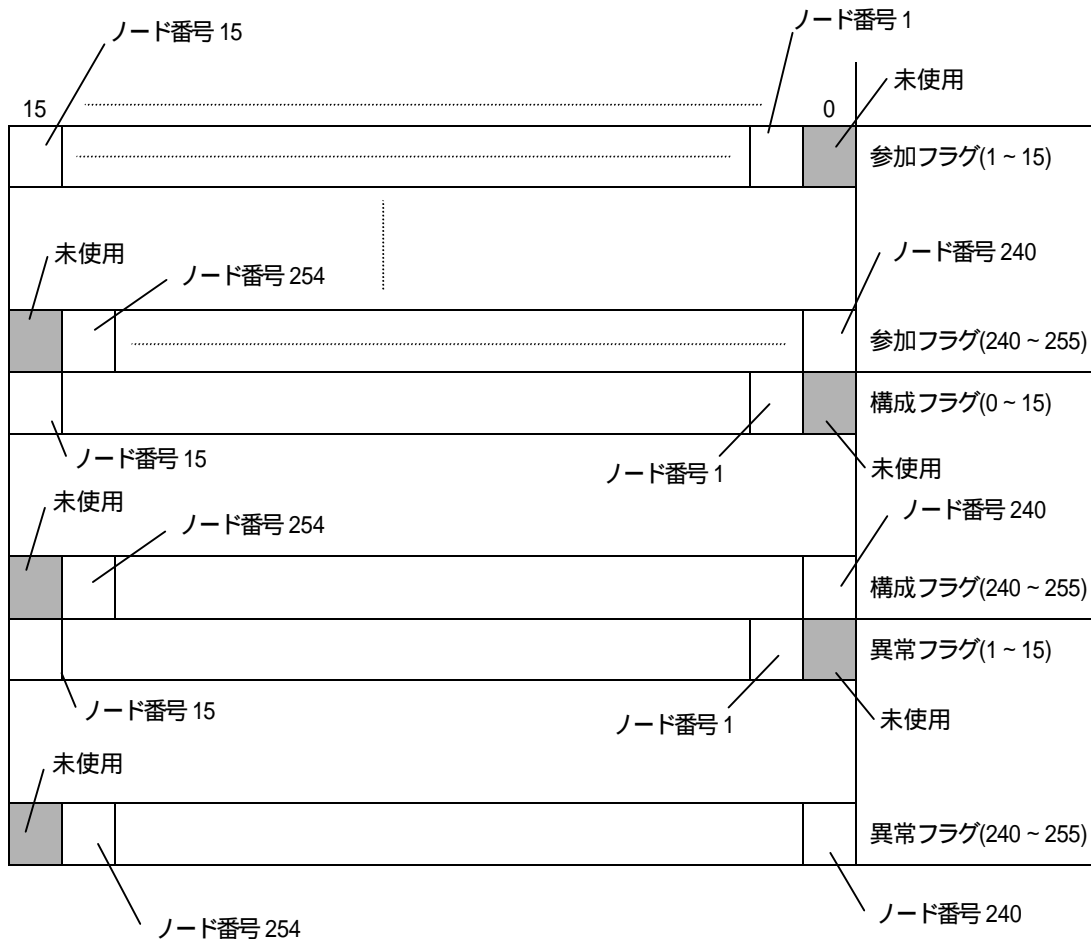 ノード番号 15
ノード番号 1
未使用
15
0
参加フラグ(1 ~ 15)
未使用
ノード番号 254
ノード番号 240
参加フラグ(240 ~ 255)
構成フラグ(0 ~ 15)
ノード番号 15
ノード番号 1
未使用
未使用
ノード番号 254
ノード番号 240
構成フラグ(240 ~ 255)
異常フラグ(1 ~ 15)
ノード番号 15
ノード番号 1
未使用
未使用
異常フラグ(240 ~ 255)
ノード番号 254
ノード番号 240